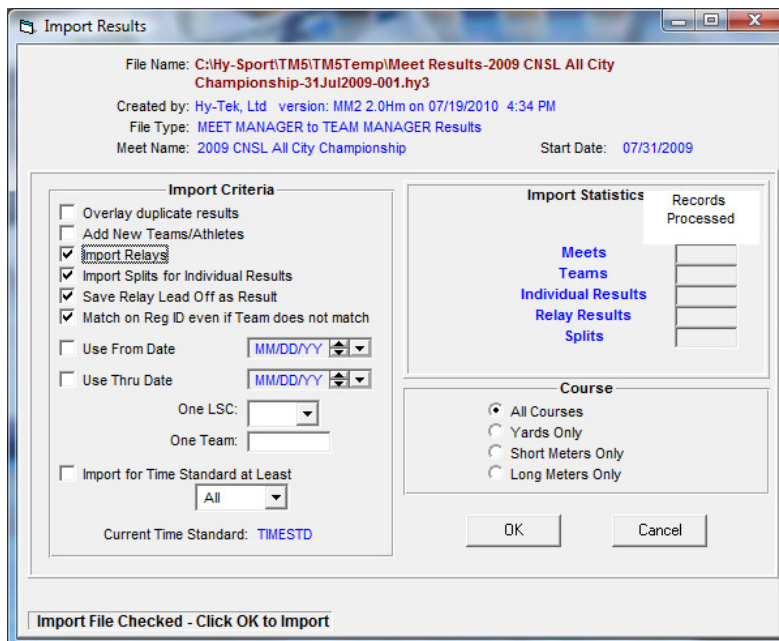 Import Results
File Name: C:\Hy-Sport\TM5\TM5Temp\Meet Results-2009 CNSL All City
Championship-31Jul2009-001.hy3
Created by: Hy-Tek, Ltd version: MM2 2.0Hm on 07/19/2010 4:34 PM
File Type: MEET MANAGER to TEAM MANAGER Results
Meet Name: 2009 CNSL All City Championship Start Date: 07/31/2009
Import Criteria
Overlay duplicate results
Add New Teams/Athletes
Import Relays
Import Splits for Individual Results
Save Relay Lead Off as Result
Match on Reg ID even if Team does not match
Use From Date MM/DD/YY
Use Thru Date MM/DD/YY
One LSC:
One Team:
Import for Time Standard at Least
All
Current Time Standard: TIMESTD
Import Statistics
Records
Processed
Meets
Teams
Individual Results
Relay Results
Splits
Course
All Courses
Yards Only
Short Meters Only
Long Meters Only
OK Cancel
Import File Checked - Click OK to Import